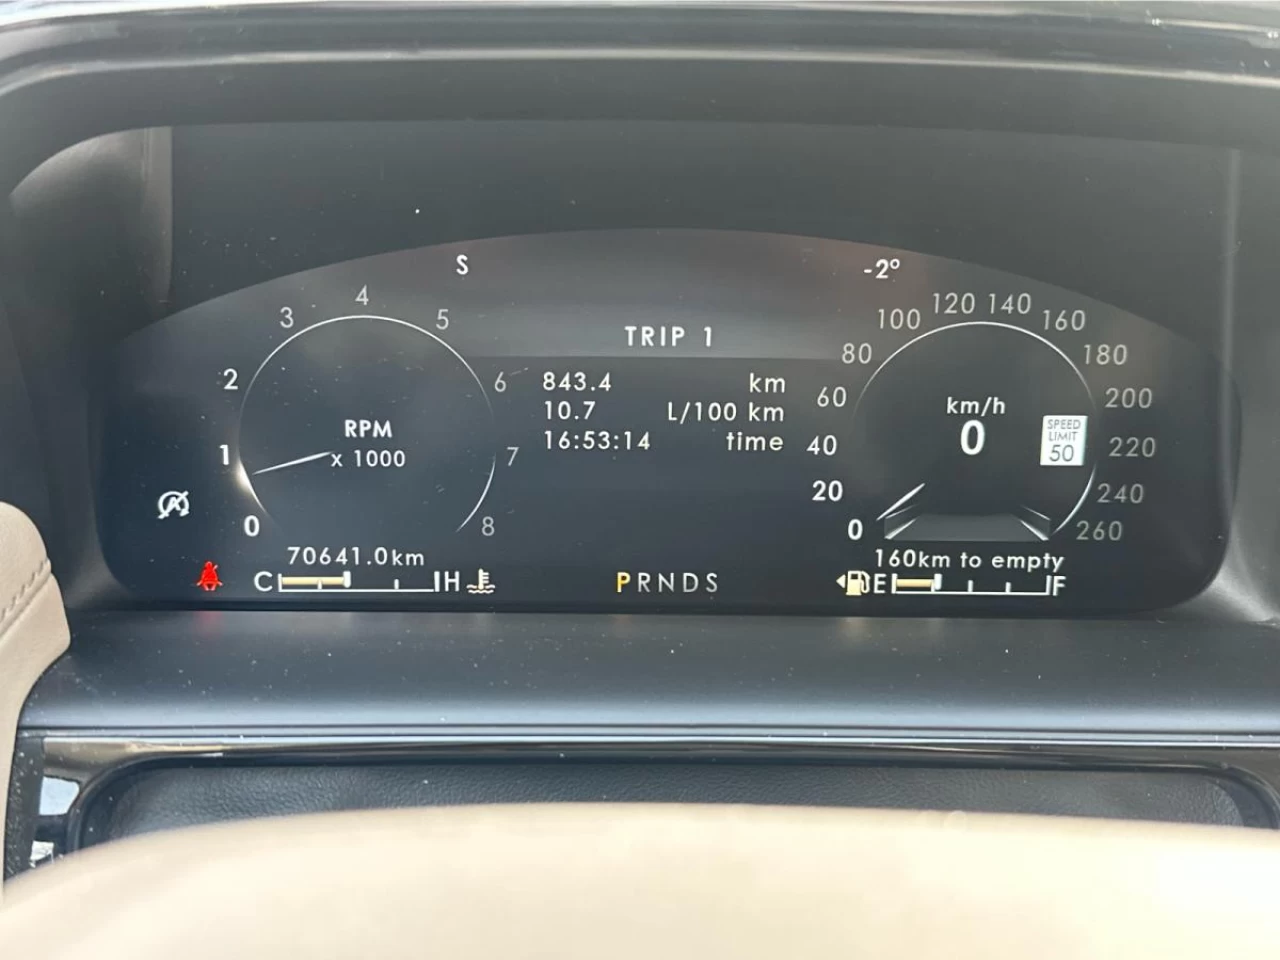 S
-2°
TRIP 1
843.4 km
10.7 L/100 km
16:53:14 time
0
1
2
3
4
5
6
7
8
RPM
x 1000
0
20
40
60
80
100
120
140
160
180
200
220
240
260
km/h
0
SPEED
LIMIT
50
70641.0km
C H
PRNDS
160km to empty
E F